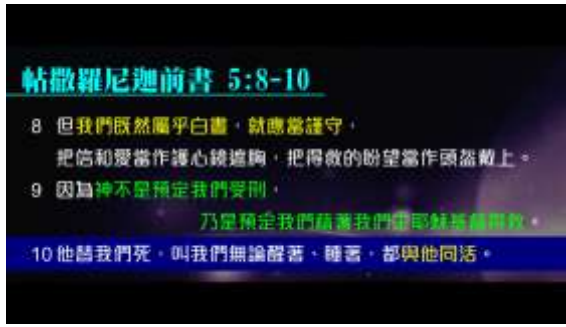 帖撒羅尼迦前書 5:8-10
8 但我們既然屬乎白晝，就應當謹守，
把信和愛當作護心鏡遮胸，把得救的盼望當作頭盔戴上。
9 因為神不是預定我們受刑，
乃是預定我們藉著我們主耶穌基督得救。
10 他替我們死，叫我們無論醒著、睡著，都與他同活。